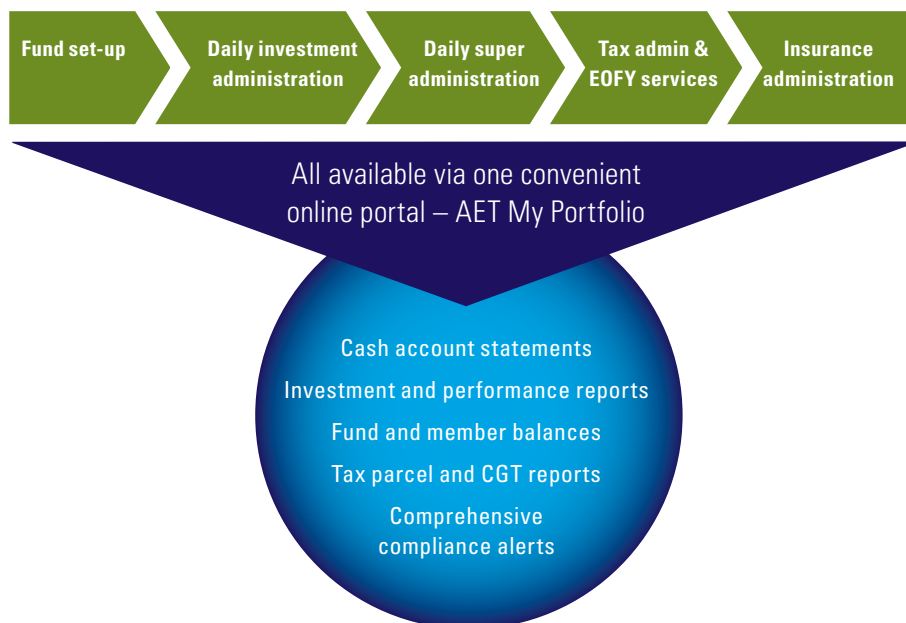 Fund set-up
Daily investment
administration
Daily super
administration
Tax admin &
EOFY services
Insurance
administration
All available via one convenient
online portal – AET My Portfolio
Cash account statements
Investment and performance reports
Fund and member balances
Tax parcel and CGT reports
Comprehensive
compliance alerts